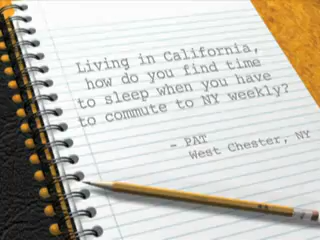 Living in California,
how do you find time
to sleep when you have
to commute to NY weekly?
- PAT
West Chester, NY